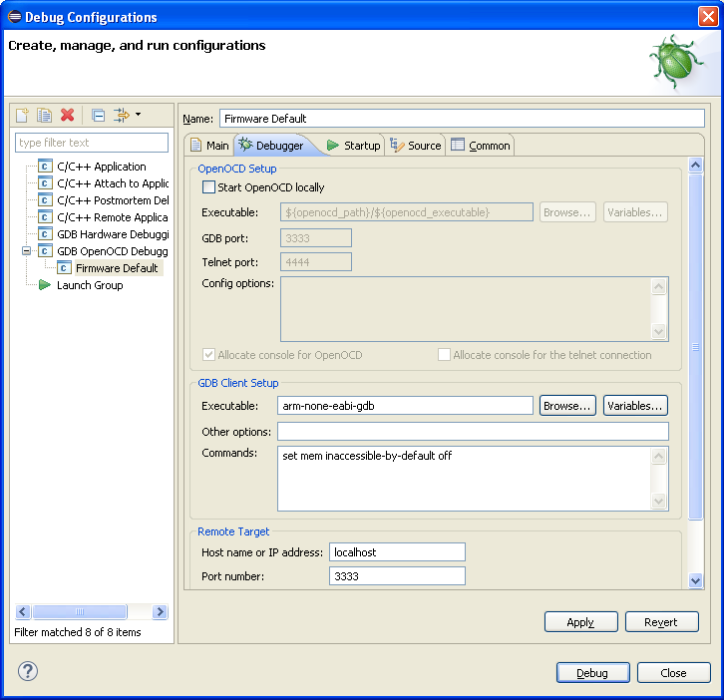 Debug Configurations
Create, manage, and run configurations
type filter text
C/C++ Application
C/C++ Attach to Applic
C/C++ Postmortem Del
C/C++ Remote Applica
GDB Hardware Debuggi
GDB OpenOCD Debugg
Firmware Default
Launch Group
Filter matched 8 of 8 items
Name: Firmware Default
Main Debugger Startup Source Common
OpenOCD Setup
Start OpenOCD locally
Executable: ${openocd_path}/${openocd_executable} Browse... Variables...
GDB port: 3333
Telnet port: 4444
Config options:
Allocate console for OpenOCD Allocate console for the telnet connection
GDB Client Setup
Executable: arm-none-eabi-gdb Browse... Variables...
Other options:
Commands: set mem inaccessible-by-default off
Remote Target
Host name or IP address: localhost
Port number: 3333
Apply Revert
? Debug Close